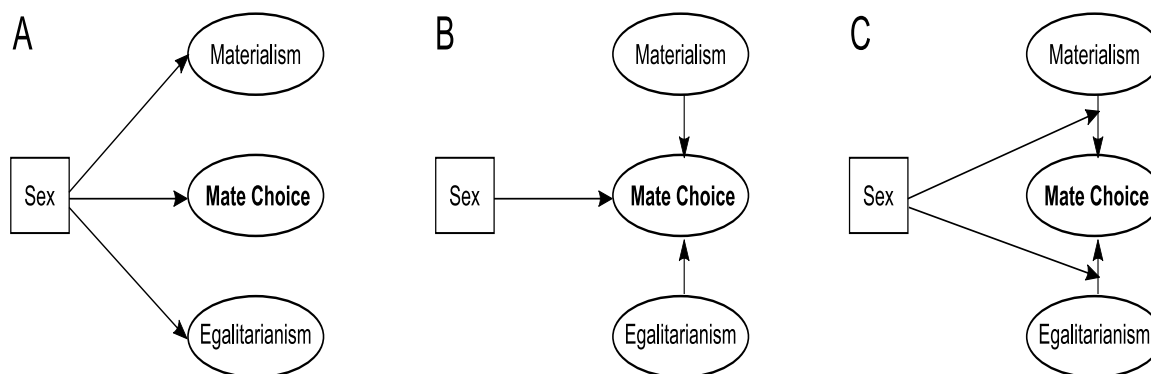 A
Materialism
Sex
Mate Choice
Egalitarianism
B
Materialism
Sex
Mate Choice
Egalitarianism
C
Materialism
Sex
Mate Choice
Egalitarianism